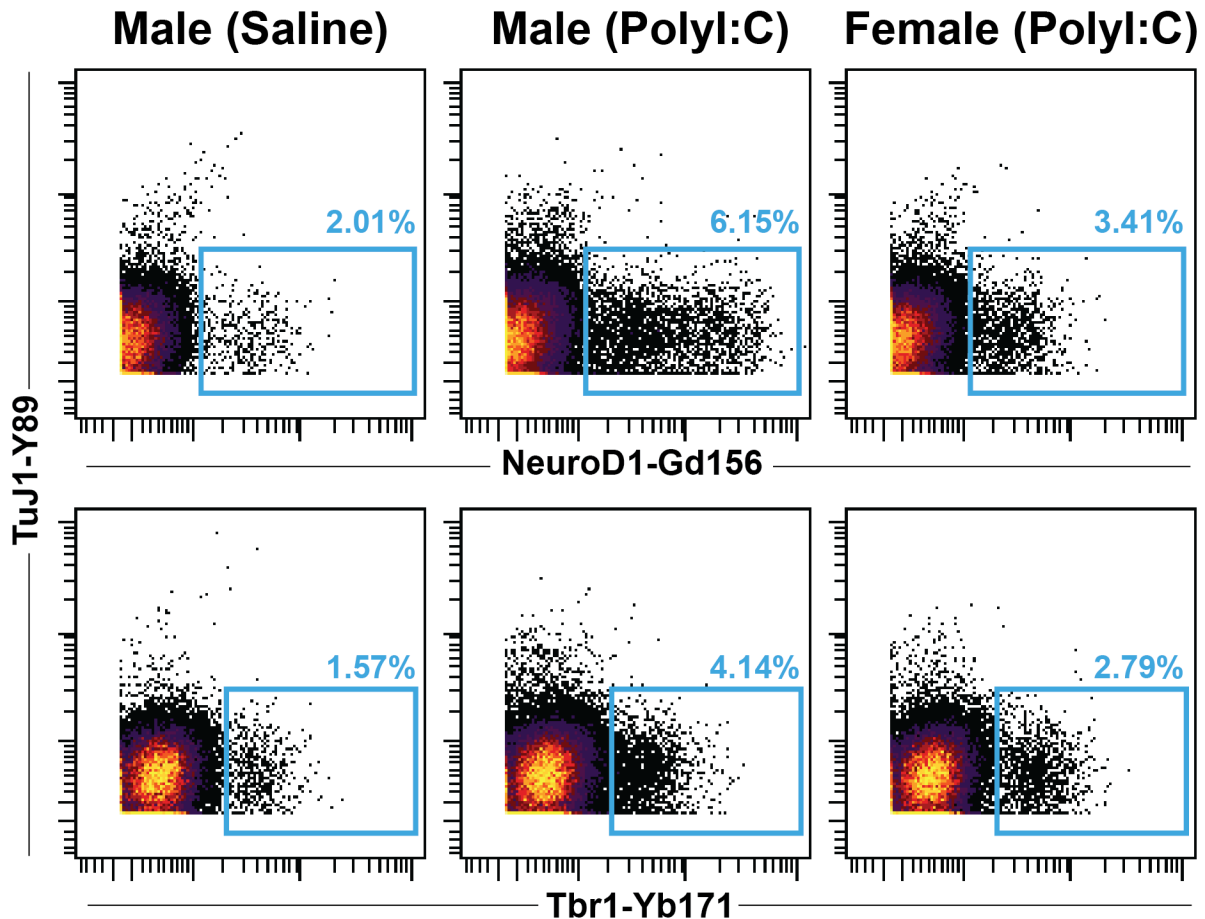 Male (Saline)
Male (PolyI:C)
Female (PolyI:C)
2.01%
6.15%
3.41%
TuJ1-Y89
NeuroD1-Gd156
1.57%
4.14%
2.79%
Tbr1-Yb171